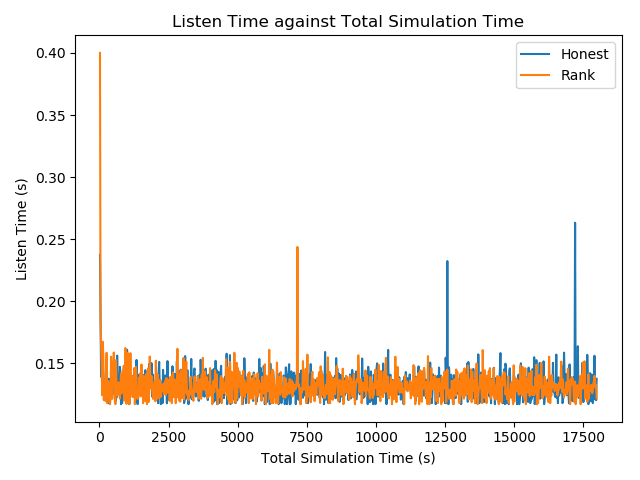 Listen Time against Total Simulation Time
Honest
Rank
0.40
0.35
0.30
0.25
0.20
0.15
Listen Time (s)
0 2500 5000 7500 10000 12500 15000 17500
Total Simulation Time (s)